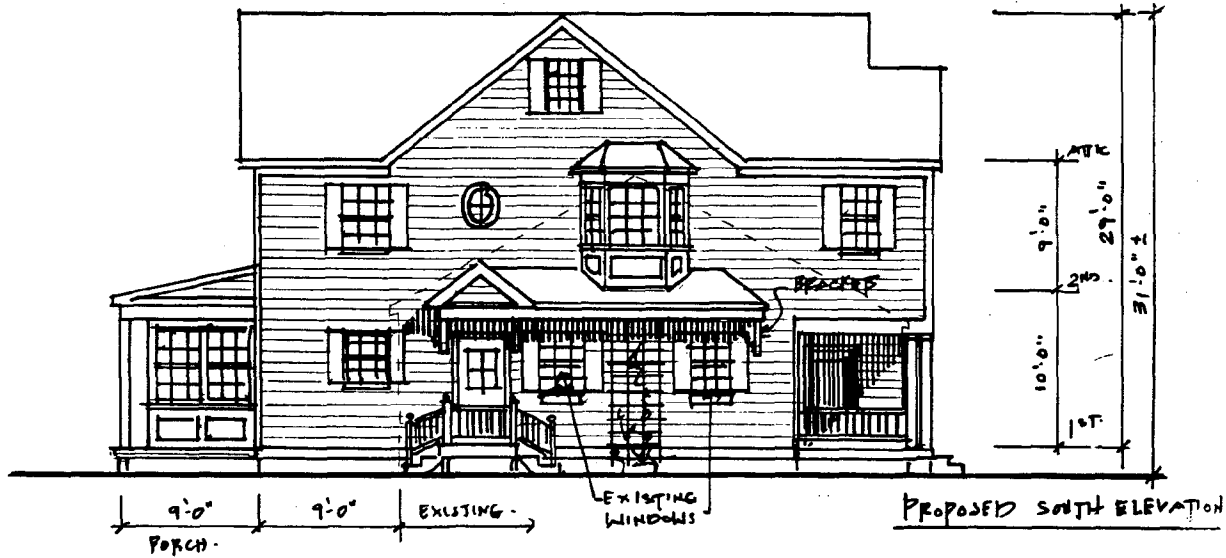 ATTIC
9'-0"
29'-0"
31'-0" ±
2ND.
BRACKET
10'-0"
1ST.
9'-0"
9'-0"
EXISTING.
EXISTING
WINDOWS
PORCH.
PROPOSED SOUTH ELEVATION